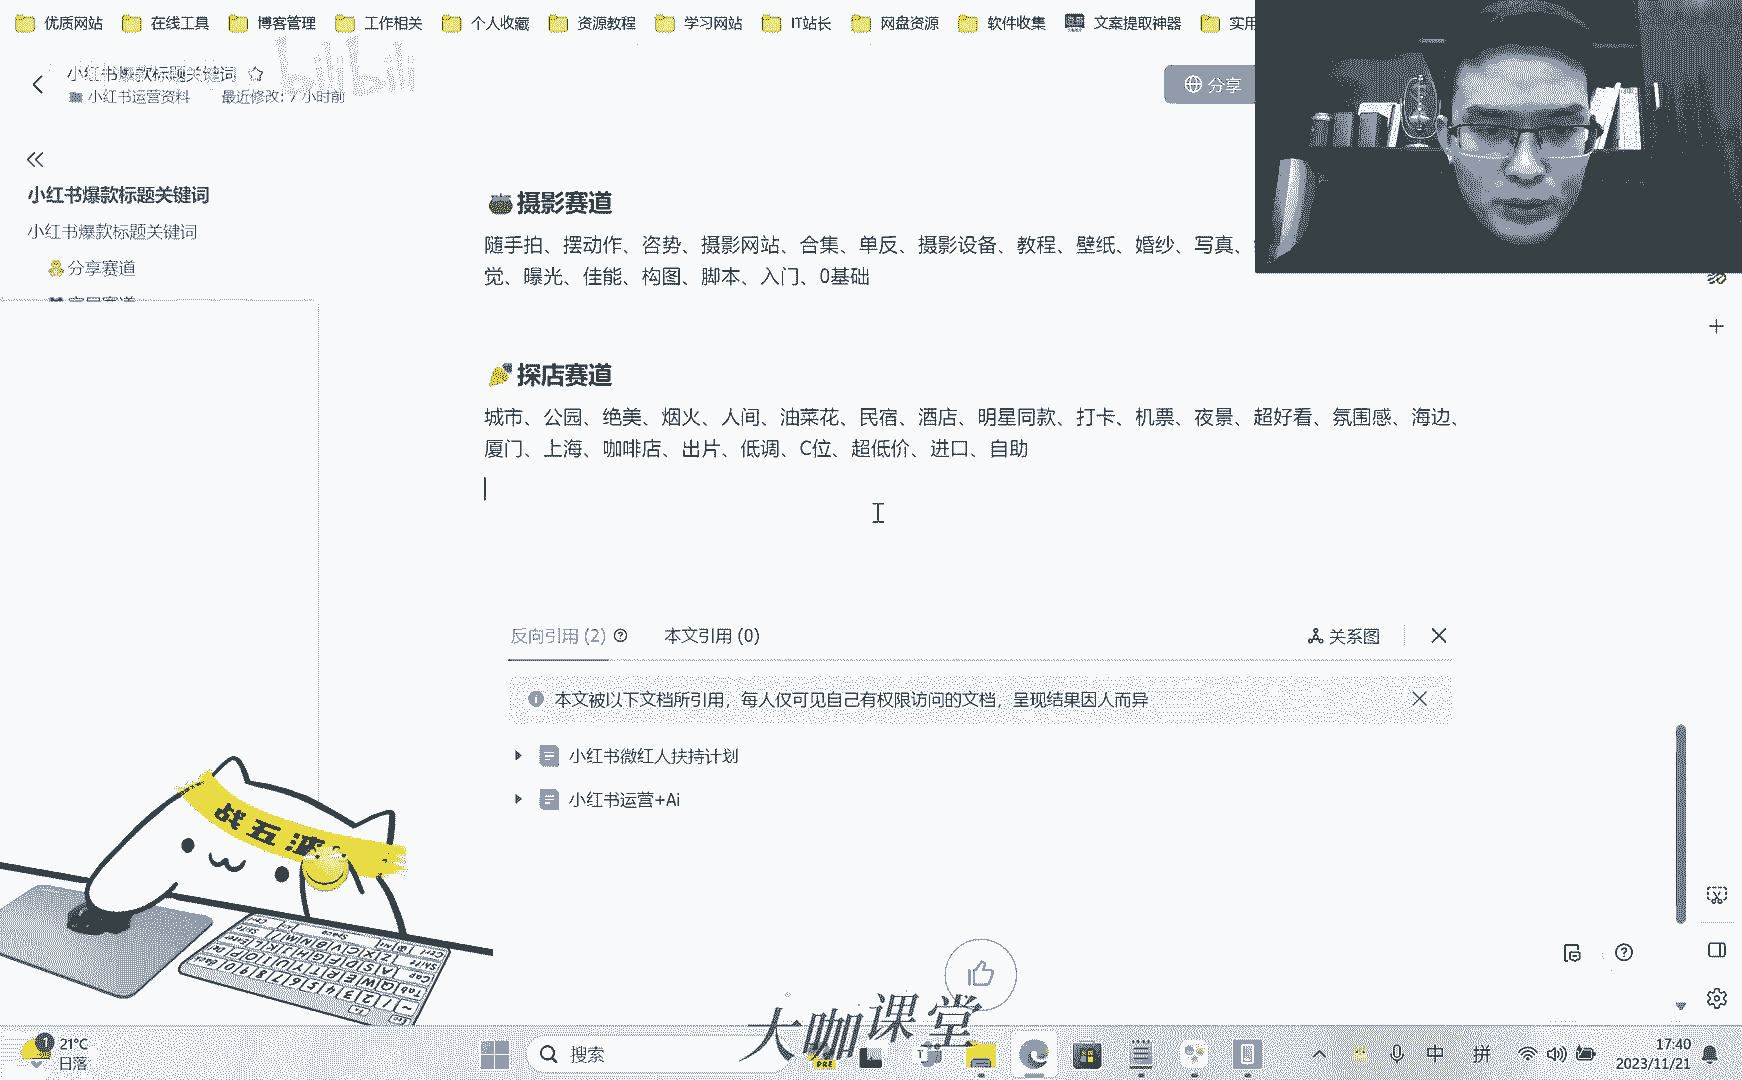 优质网站 在线工具 博客管理 工作相关 个人收藏 资源教程 学习网站 IT站长 网盘资源 软件收集 文案提取神器 实用
小红书爆款标题关键词
bilibili
小红书运营资料 最近修改: 7 小时前
分享
小红书爆款标题关键词
小红书爆款标题关键词
分享赛道
摄影赛道
随手拍、摆动作、咨势、摄影网站、合集、单反、摄影设备、教程、壁纸、婚纱、写真、
觉、曝光、佳能、构图、脚本、入门、0基础
探店赛道
城市、公园、绝美、烟火、人间、油菜花、民宿、酒店、明星同款、打卡、机票、夜景、超好看、氛围感、海边、
厦门、上海、咖啡店、出片、低调、C位、超低价、进口、自助
反向引用 (2) 本文引用 (0) 关系图
本文被以下文档所引用，每人仅可见自己有权限访问的文档，呈现结果因人而异
小红书微红人扶持计划
小红书运营+Ai
战五渣
大咖课堂
21°C
日落
搜索
PRE
中 拼
17:40
2023/11/21